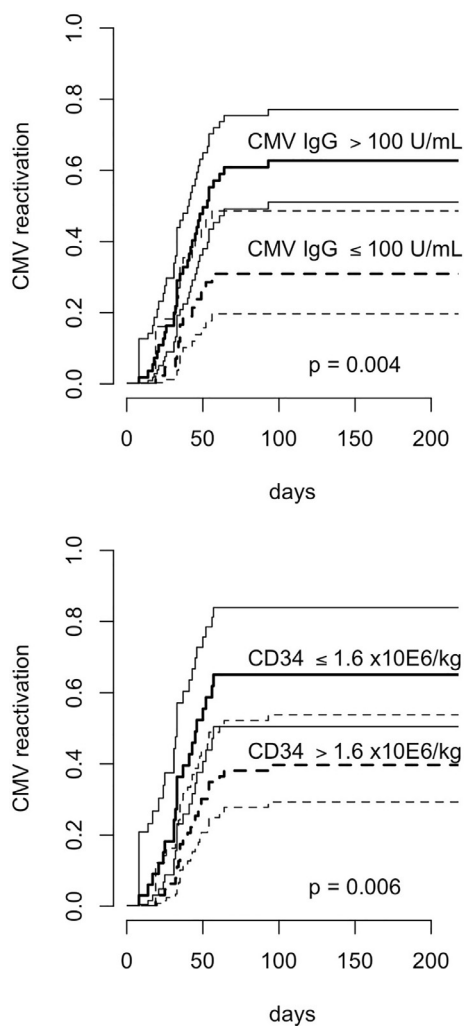 1.0
0.8
0.6
0.4
0.2
0.0
CMV reactivation
CMV IgG > 100 U/mL
CMV IgG ≤ 100 U/mL
p = 0.004
0 50 100 150 200
days
1.0
0.8
0.6
0.4
0.2
0.0
CMV reactivation
CD34 ≤ 1.6 x10E6/kg
CD34 > 1.6 x10E6/kg
p = 0.006
0 50 100 150 200
days